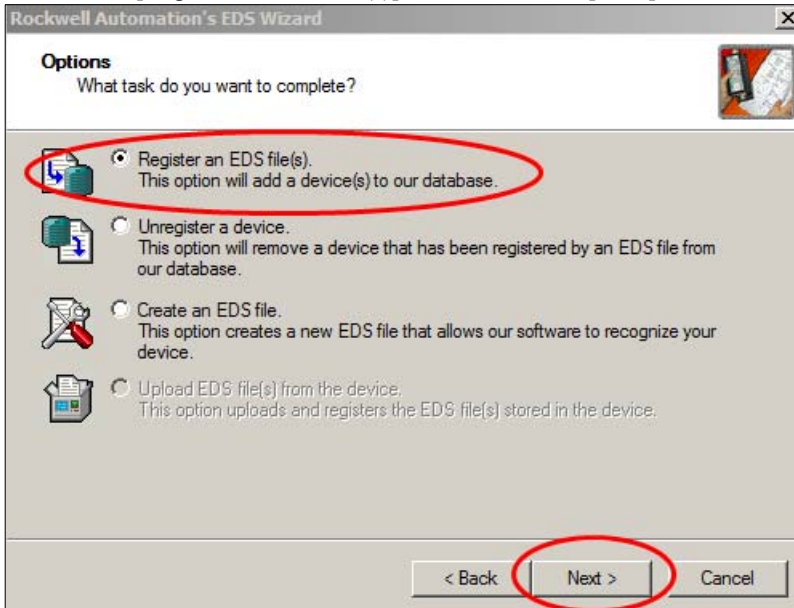 Rockwell Automation's EDS Wizard
Options
What task do you want to complete?
Register an EDS file(s).
This option will add a device(s) to our database.
Unregister a device.
This option will remove a device that has been registered by an EDS file from
our database.
Create an EDS file.
This option creates a new EDS file that allows our software to recognize your
device.
Upload EDS file(s) from the device.
This option uploads and registers the EDS file(s) stored in the device.
< Back
Next >
Cancel